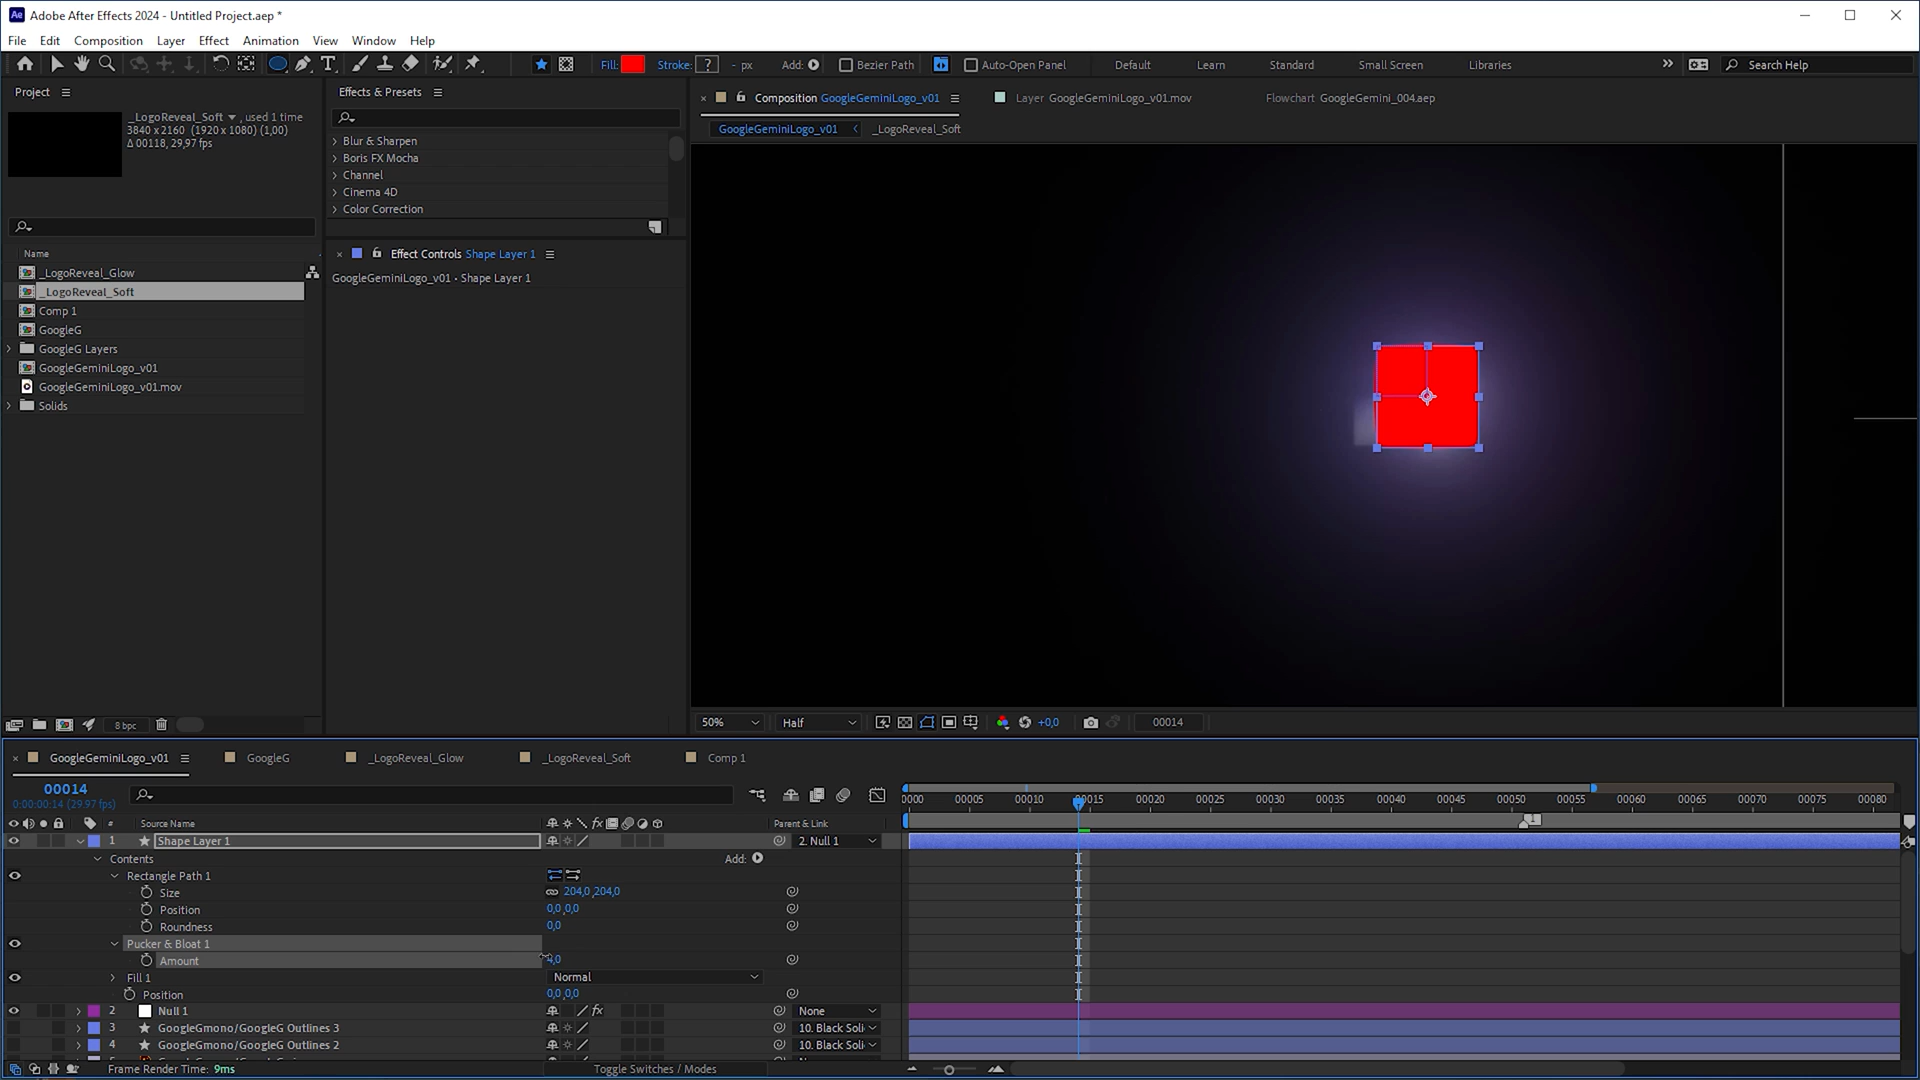 Adobe After Effects 2024 - Untitled Project.aep *
File Edit Composition Layer Effect Animation View Window Help
Fill: Stroke: ? - px Add: Bezier Path Auto-Open Panel Default Learn Standard Small Screen Libraries Search Help
Project
_LogoReveal_Soft , used 1 time
3840 x 2160 (1920 x 1080) (1,00)
Δ 00118, 29,97 fps
Name
_LogoReveal_Glow
_LogoReveal_Soft
Comp 1
GoogleG
GoogleG Layers
GoogleGeminiLogo_v01
GoogleGeminiLogo_v01.mov
Solids
8 bpc
Effects & Presets
Blur & Sharpen
Boris FX Mocha
Channel
Cinema 4D
Color Correction
Effect Controls Shape Layer 1
GoogleGeminiLogo_v01 • Shape Layer 1
Composition GoogleGeminiLogo_v01 Layer GoogleGeminiLogo_v01.mov Flowchart GoogleGemini_004.aep
GoogleGeminiLogo_v01 _LogoReveal_Soft
50% Half +0,0 00014
GoogleGeminiLogo_v01 GoogleG _LogoReveal_Glow _LogoReveal_Soft Comp 1
00014
0:00:00:14 (29.97 fps)
0000 00005 00010 00015 00020 00025 00030 00035 00040 00045 00050 00055 00060 00065 00070 00075 00080
# Source Name fx Parent & Link
1 Shape Layer 1 2. Null 1
1
Contents Add:
Rectangle Path 1
Size 204,0,204,0
Position 0,0,0,0
Roundness 0,0
Pucker & Bloat 1
Amount
Fill 1 Normal
Position 0,0,0,0
2 Null 1 fx None
3 GoogleGmono/GoogleG Outlines 3 10. Black Soli
4 GoogleGmono/GoogleG Outlines 2 10. Black Soli
Frame Render Time: 9ms Toggle Switches / Modes